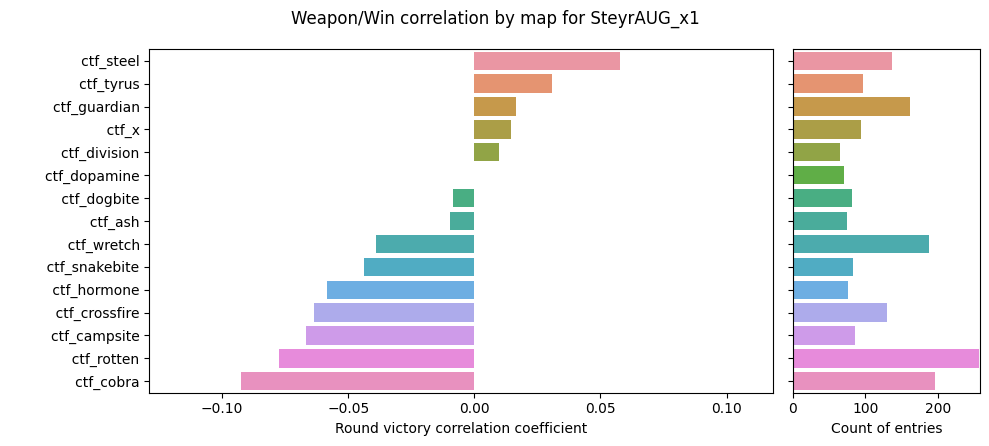 Weapon/Win correlation by map for SteyrAUG_x1
ctf_steel
ctf_tyrus
ctf_guardian
ctf_x
ctf_division
ctf_dopamine
ctf_dogbite
ctf_ash
ctf_wretch
ctf_snakebite
ctf_hormone
ctf_crossfire
ctf_campsite
ctf_rotten
ctf_cobra
−0.10 −0.05 0.00 0.05 0.10
Round victory correlation coefficient
0 100 200
Count of entries